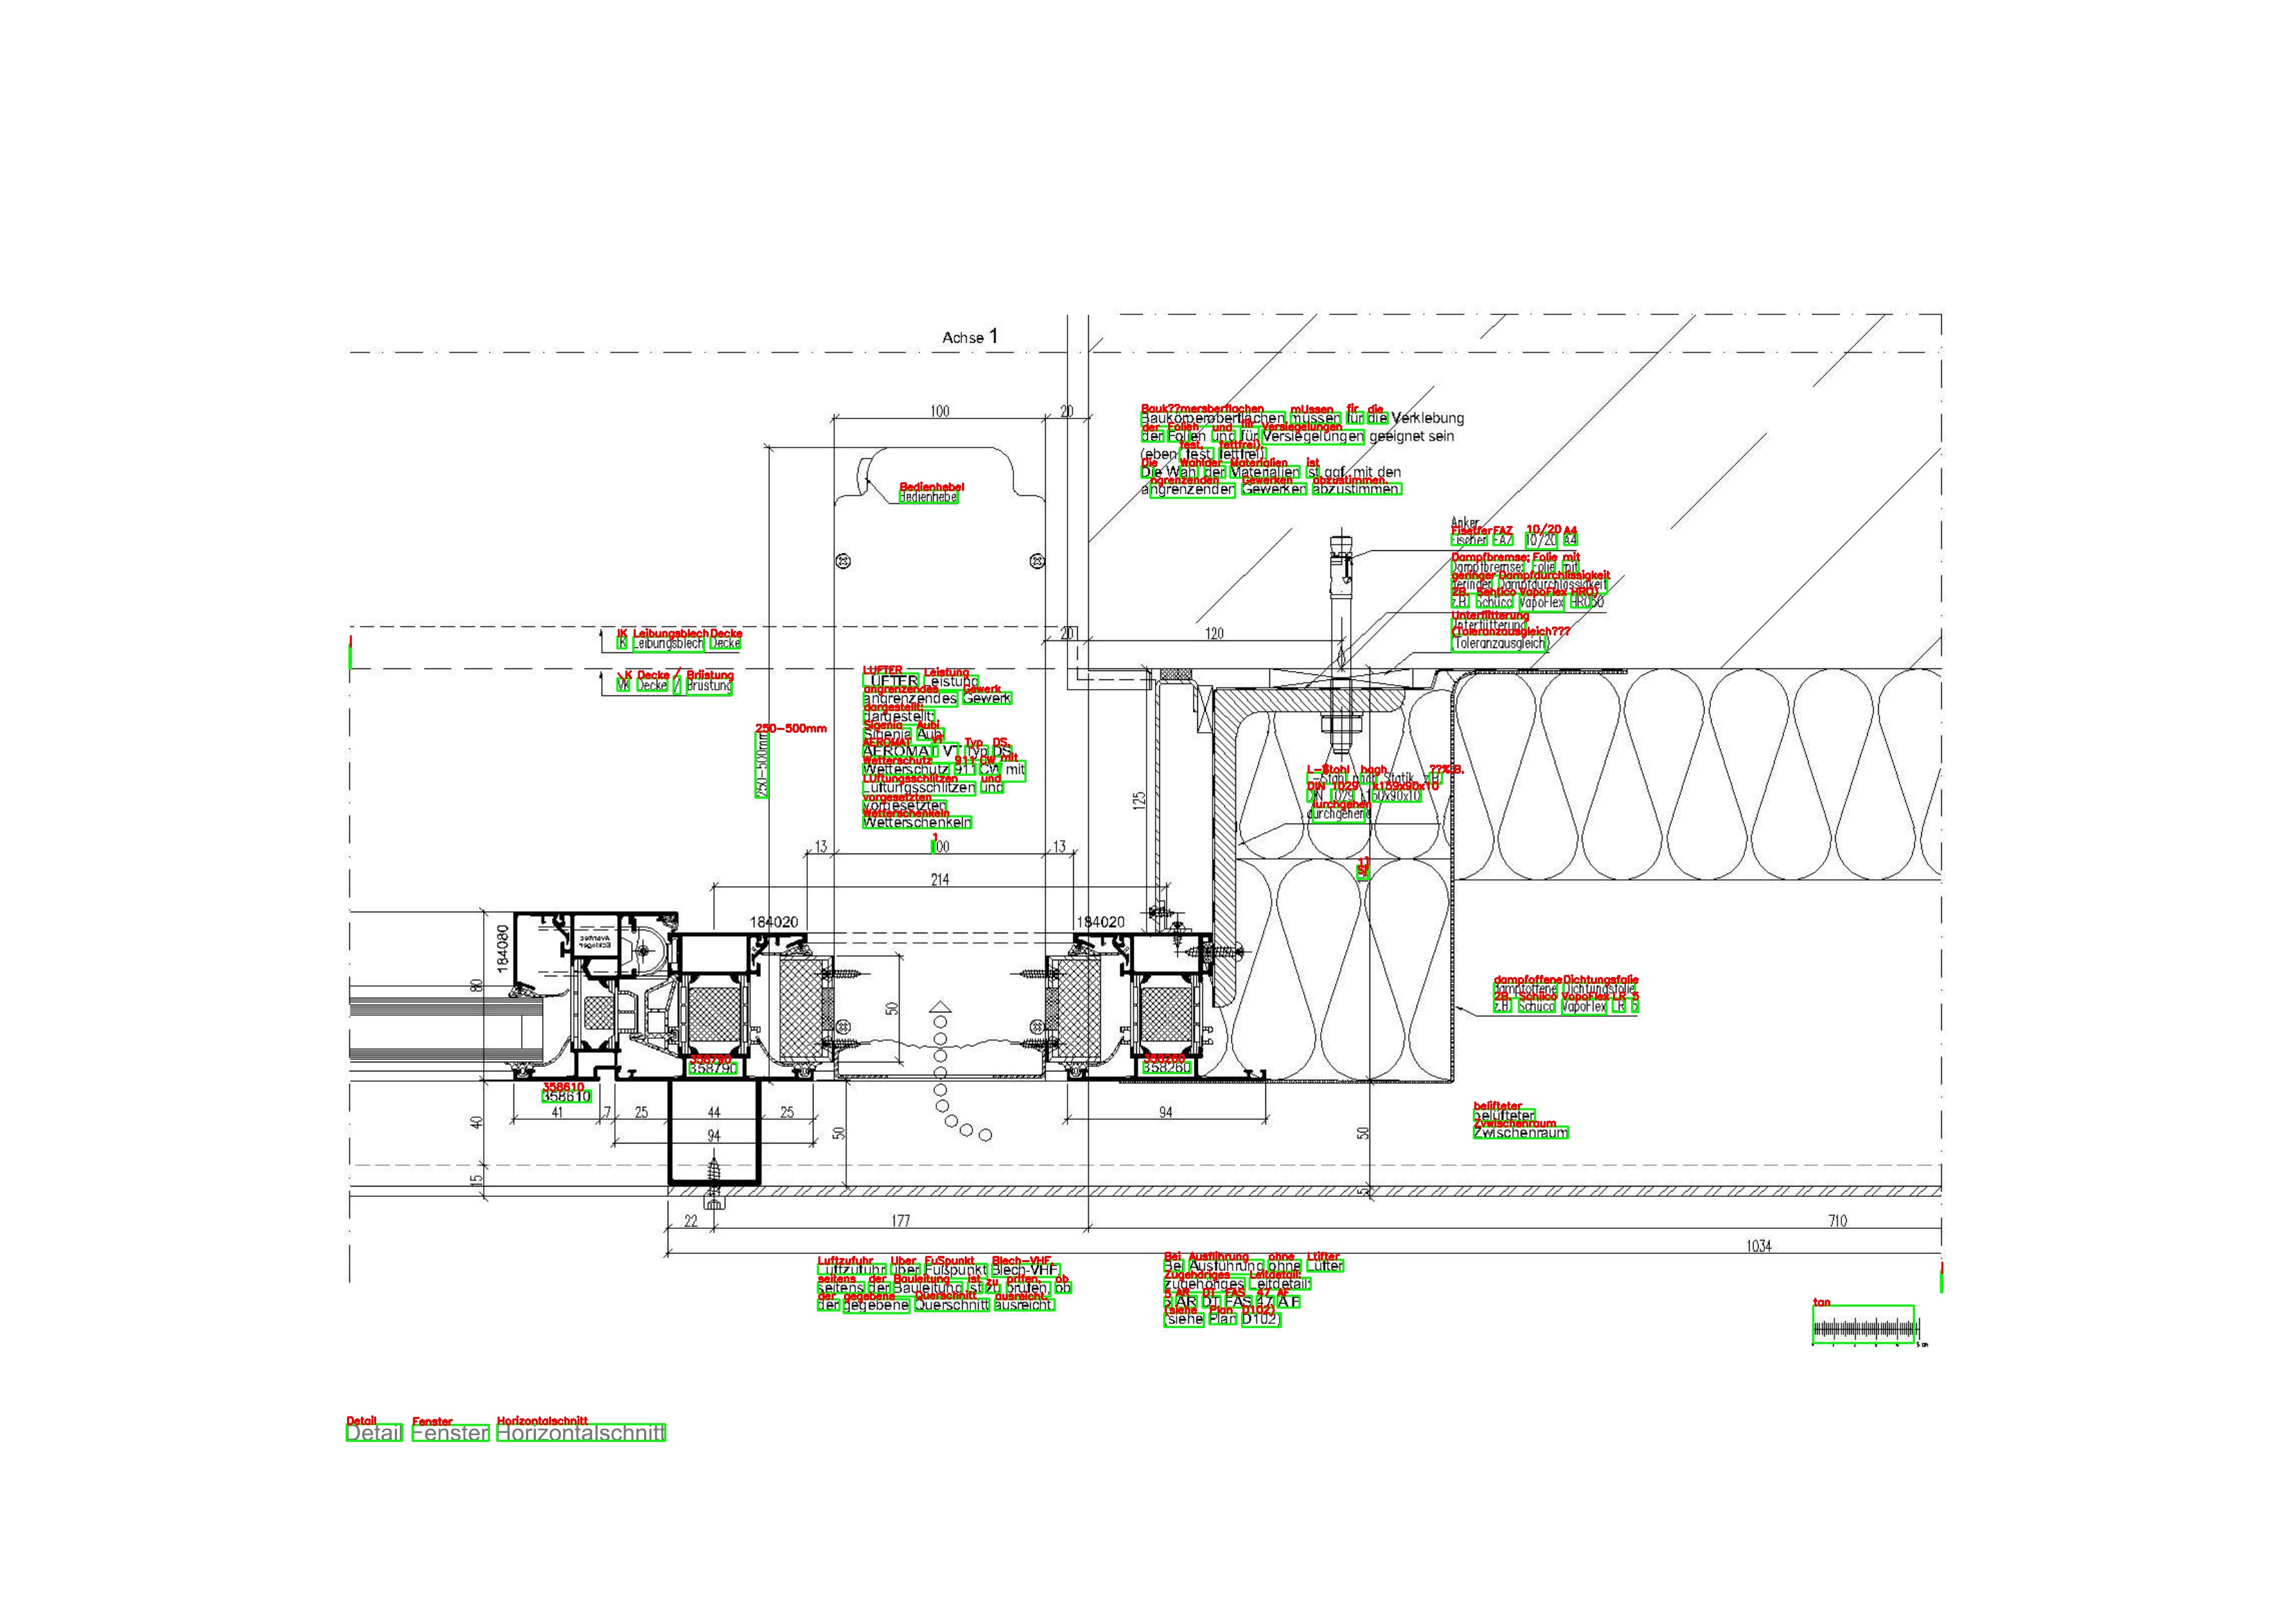 Achse 1
100
20
Baukörperoberflächen müssen für die Verklebung
der Folien und für Versiegelungen geeignet sein
(eben, fest, fettfrei).
Die Wahl der Materialien ist ggf. mit den
angrenzenden Gewerken abzustimmen.
Bedienhebel
Anker
Fischer FAZ 10/20 A4
Dampfbremse: Folie mit
geringer Dampfdurchlässigkeit
z.B. Schüco VapoFlex HR050
Unterfütterung
(Toleranzausgleich)
20
120
Leibungsblech Decke
VK Decke / Brüstung
250-500mm
LÜFTER Leistung
angrenzendes Gewerk
dargestellt:
Sigenia Aubi
AEROMAT VT Typ DS,
Wetterschutz 911 CW mit
Lüftungsschlitzen und
vorgesetzten
Wetterschenkeln
L-Stahl nach Statik z.B.
DIN 1029 L150x90x10
durchgehend
125
13
100
13
214
184080
184020
184020
80
50
dampfoffene Dichtungsfolie
z.B. Schüco VapoFlex LR 5
358790
358260
358610
41
7
25
44
25
94
94
40
50
50
15
5
belüfteter
Zwischenraum
22
177
710
1034
Luftzufuhr über Fußpunkt Blech-VHF,
seitens der Bauleitung ist zu prüfen, ob
der gegebene Querschnitt ausreicht.
Bei Ausführung ohne Lüfter
zugehöriges Leitdetail:
5 AR DT FAS 47 AF
(siehe Plan D102)
tan
Detail Fenster Horizontalschnitt